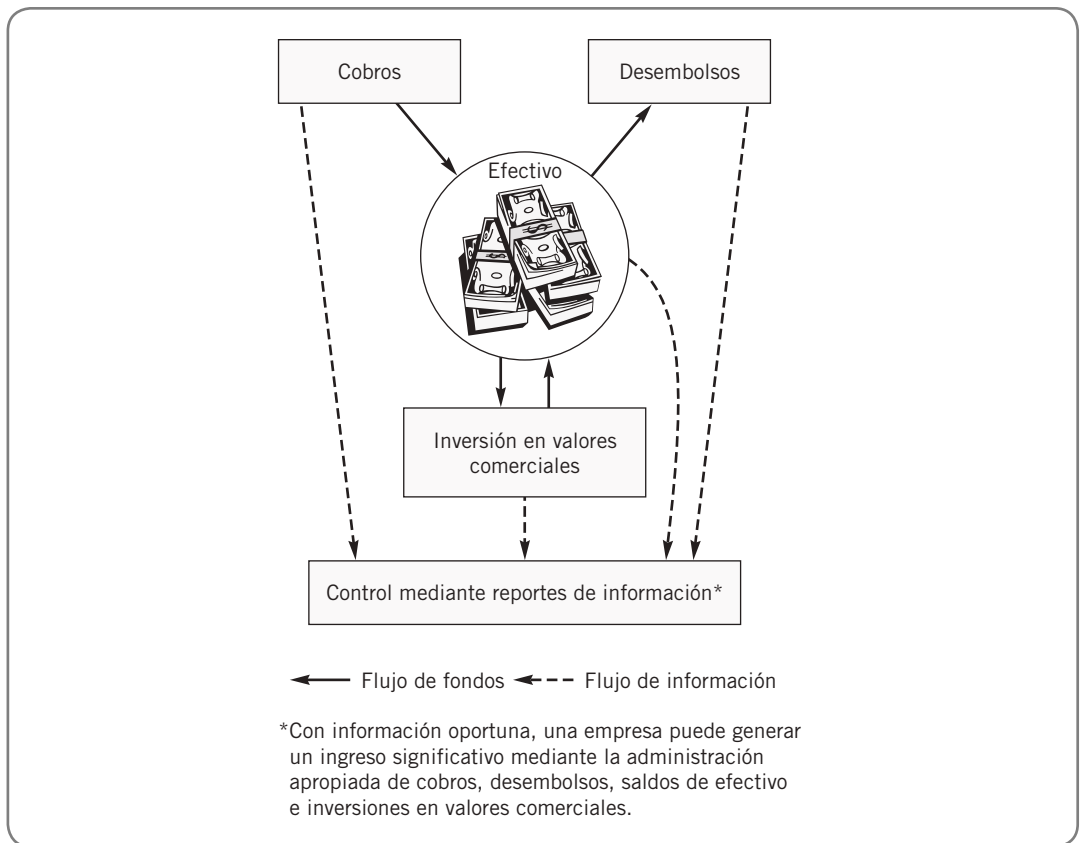 Cobros
Desembolsos
Efectivo
Inversión en valores
comerciales
Control mediante reportes de información*
Flujo de fondos
Flujo de información
*Con información oportuna, una empresa puede generar
un ingreso significativo mediante la administración
apropiada de cobros, desembolsos, saldos de efectivo
e inversiones en valores comerciales.